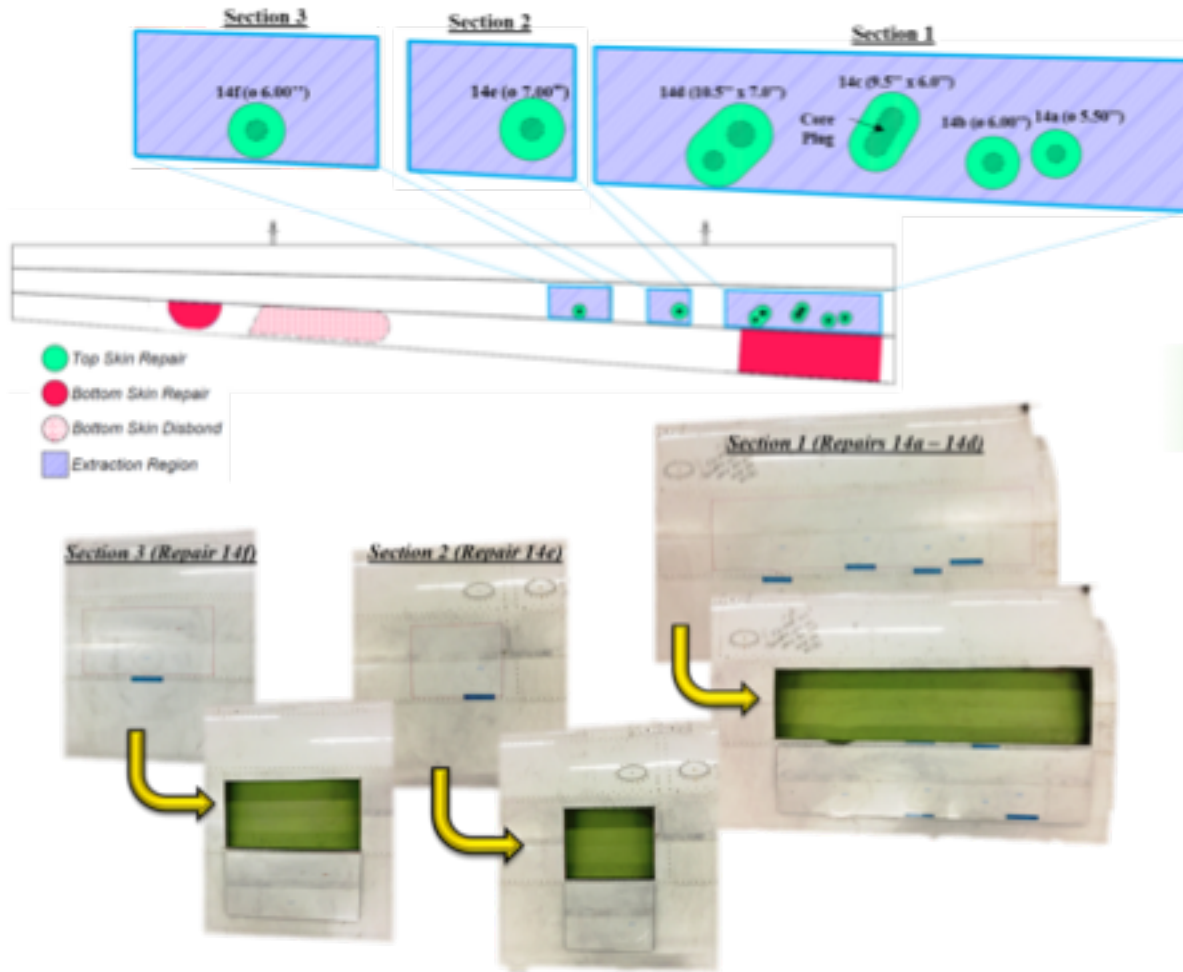 Section 3
Section 2
Section 1
14f (ø 6.00'')
14e (ø 7.00'')
14d (10.5'' x 7.0'')
14c (9.5'' x 6.0'')
Core
Plug
14b (ø 6.00'')
14a (ø 5.50'')
Top Skin Repair
Bottom Skin Repair
Bottom Skin Disbond
Extraction Region
Section 1 (Repairs 14a – 14d)
Section 3 (Repair 14f)
Section 2 (Repair 14e)